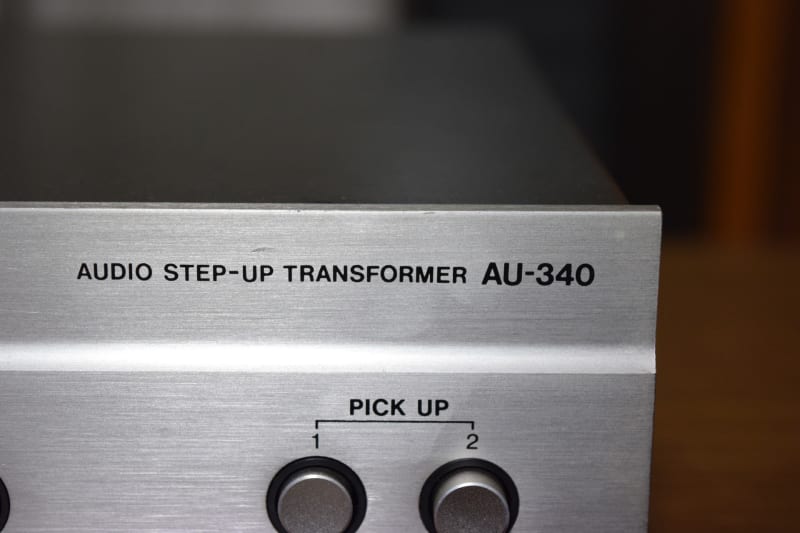 AUDIO STEP-UP TRANSFORMER AU-340
PICK UP
1 2